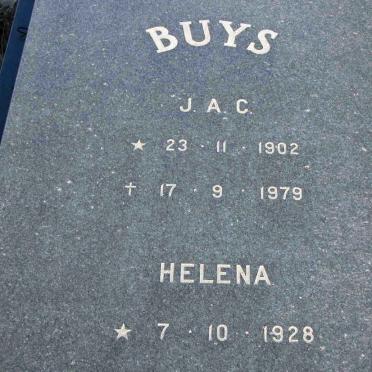 BUYS
J. A. C.
★ 23 · 11 · 1902
† 17 · 9 · 1979
HELENA
★ 7 · 10 · 1928